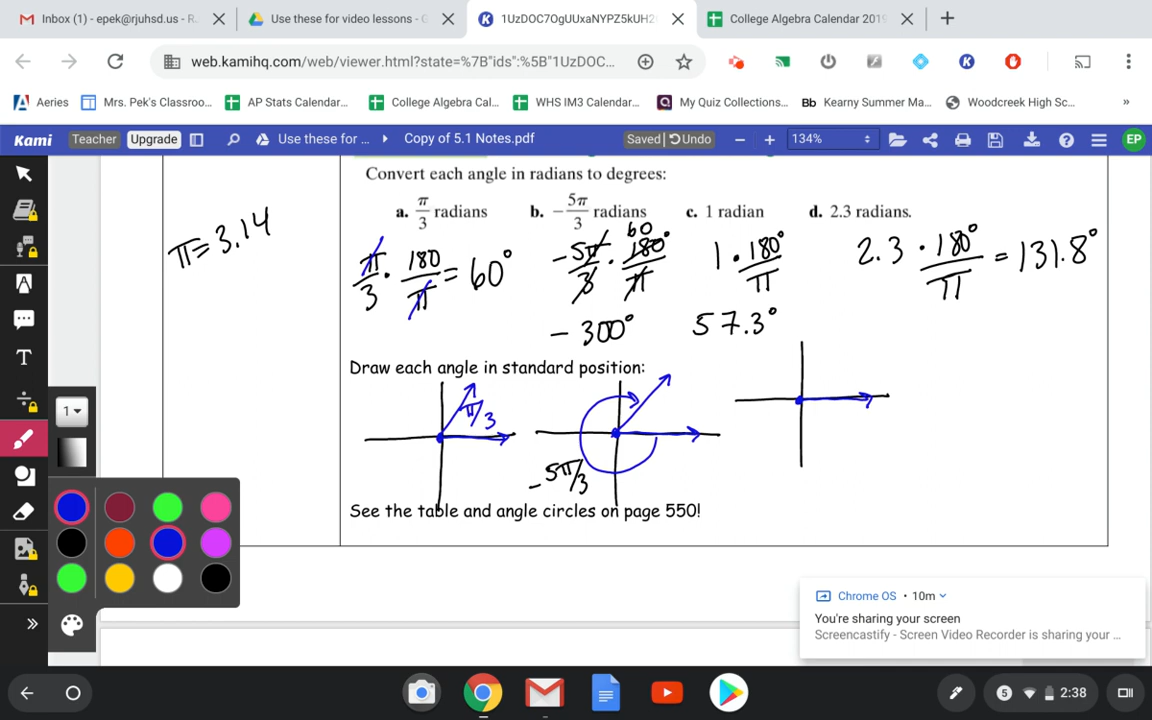 Inbox (1) - epekj@rjuhsd.us - R
Use these for video lessons - G
1UzDOC7OgUUxaNYPZ5kUH2
College Algebra Calendar 2019
web.kamihq.com/web/viewer.html?state=%7B"ids":%5B"1UzDOC...
Aeries
Mrs. Pek's Classroo...
AP Stats Calendar...
College Algebra Cal...
WHS IM3 Calendar...
My Quiz Collections...
Bb Kearny Summer Ma...
Woodcreek High Sc...
»
Kami
Teacher
Upgrade
Use these for ...
Copy of 5.1 Notes.pdf
Saved
Undo
134%
EP
Convert each angle in radians to degrees:
a. π/3 radians b. -5π/3 radians c. 1 radian d. 2.3 radians.
π = 3.14
π/3 · 180/π = 60°
-5π/3 · 180°/π 60
-300°
1 · 180°/π
57.3°
2.3 · 180°/π = 131.8°
Draw each angle in standard position:
π/3
-5π/3
See the table and angle circles on page 550!
1
T
»
Chrome OS • 10m
You're sharing your screen
Screencastify - Screen Video Recorder is sharing your ...
5
2:38